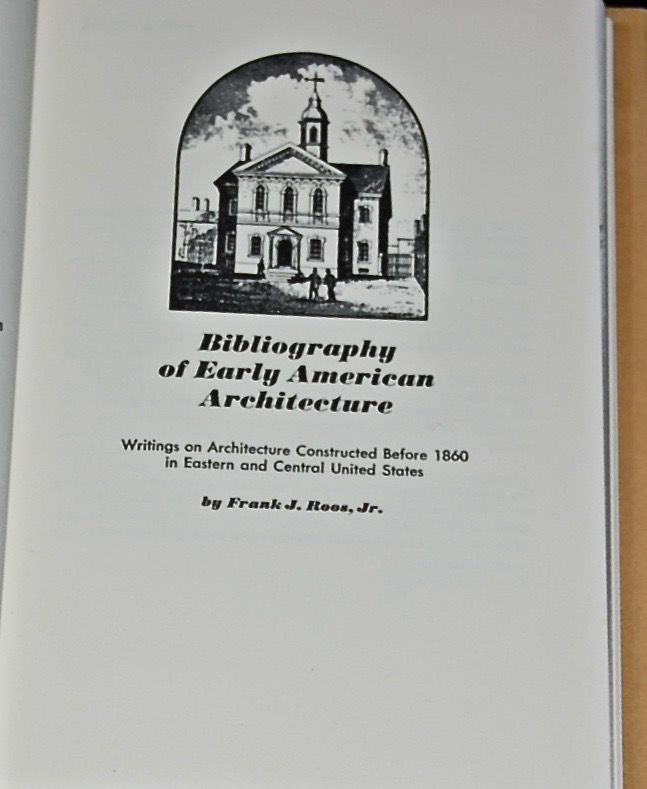 Bibliography
of Early American
Architecture
Writings on Architecture Constructed Before 1860
in Eastern and Central United States
by Frank J. Roos, Jr.